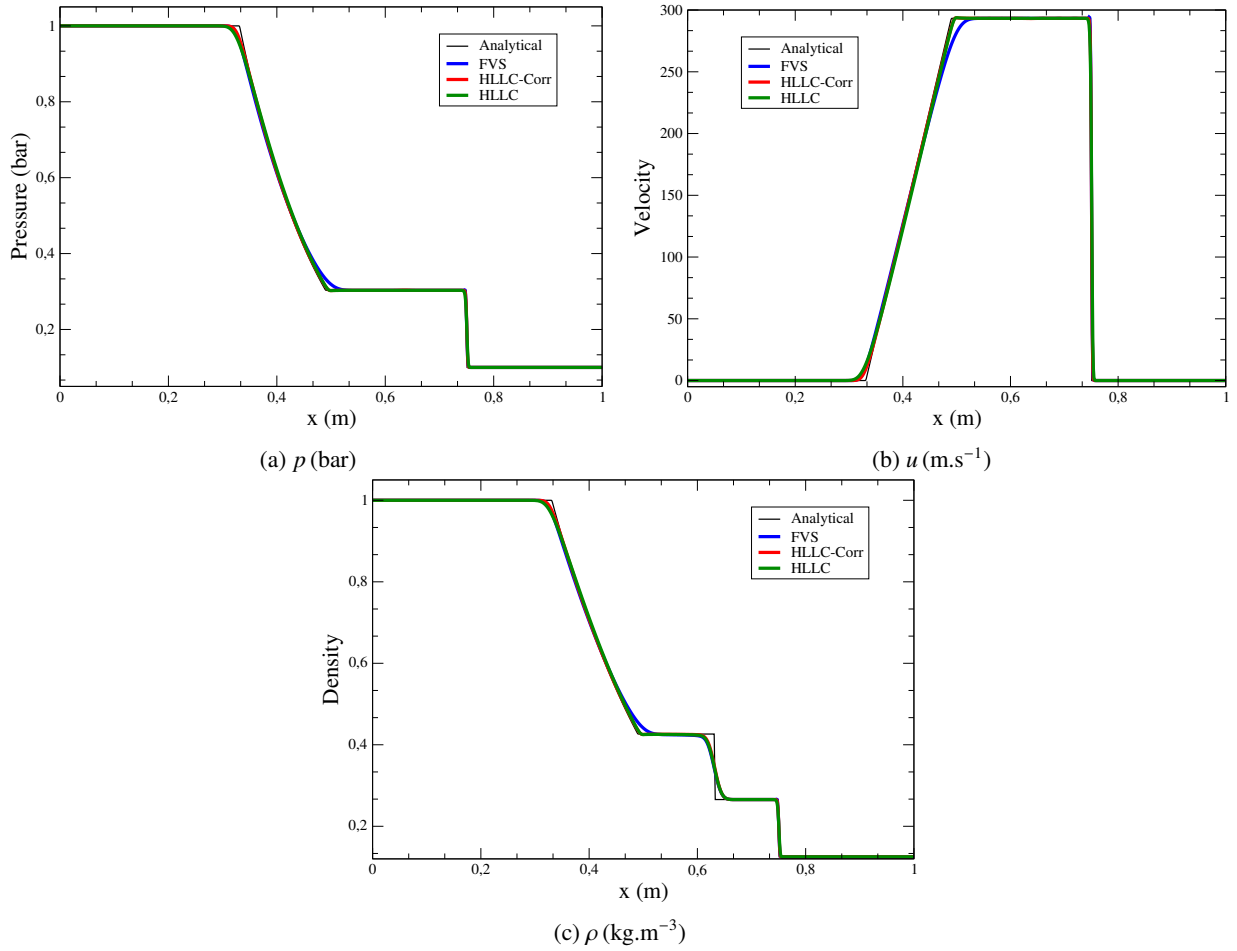 Pressure (bar)
1
0,8
0,6
0,4
0,2
0
0,2
0,4
0,6
0,8
1
x (m)
Analytical
FVS
HLLC-Corr
HLLC
(a) p (bar)
Velocity
300
250
200
150
100
50
0
0
0,2
0,4
0,6
0,8
1
x (m)
Analytical
FVS
HLLC-Corr
HLLC
(b) u (m.s⁻¹)
Density
1
0,8
0,6
0,4
0,2
0
0,2
0,4
0,6
0,8
1
x (m)
Analytical
FVS
HLLC-Corr
HLLC
(c) ρ (kg.m⁻³)